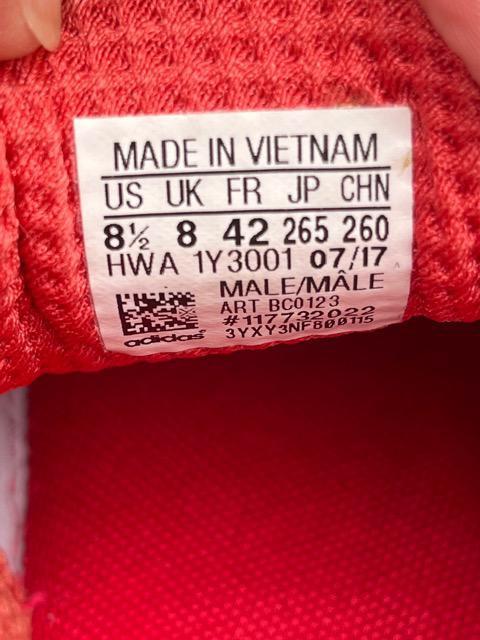 MADE IN VIETNAM
US UK FR JP CHN
8½ 8 42 265 260
HWA 1Y3001 07/17
MALE/MÂLE
ART BC0123
#117732022
3YXY3NF800115
adidas